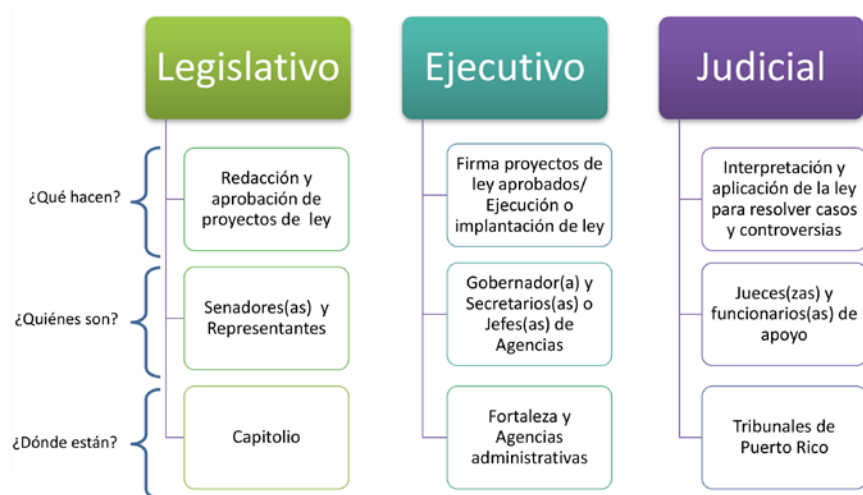 Legislativo
Ejecutivo
Judicial
¿Qué hacen?
Redacción y
aprobación de
proyectos de ley
Firma proyectos de
ley aprobados/
Ejecución o
implantación de ley
Interpretación y
aplicación de la ley
para resolver casos
y controversias
¿Quiénes son?
Senadores(as) y
Representantes
Gobernador(a) y
Secretarios(as) o
Jefes(as) de
Agencias
Jueces(zas) y
funcionarios(as) de
apoyo
¿Dónde están?
Capitolio
Fortaleza y
Agencias
administrativas
Tribunales de
Puerto Rico